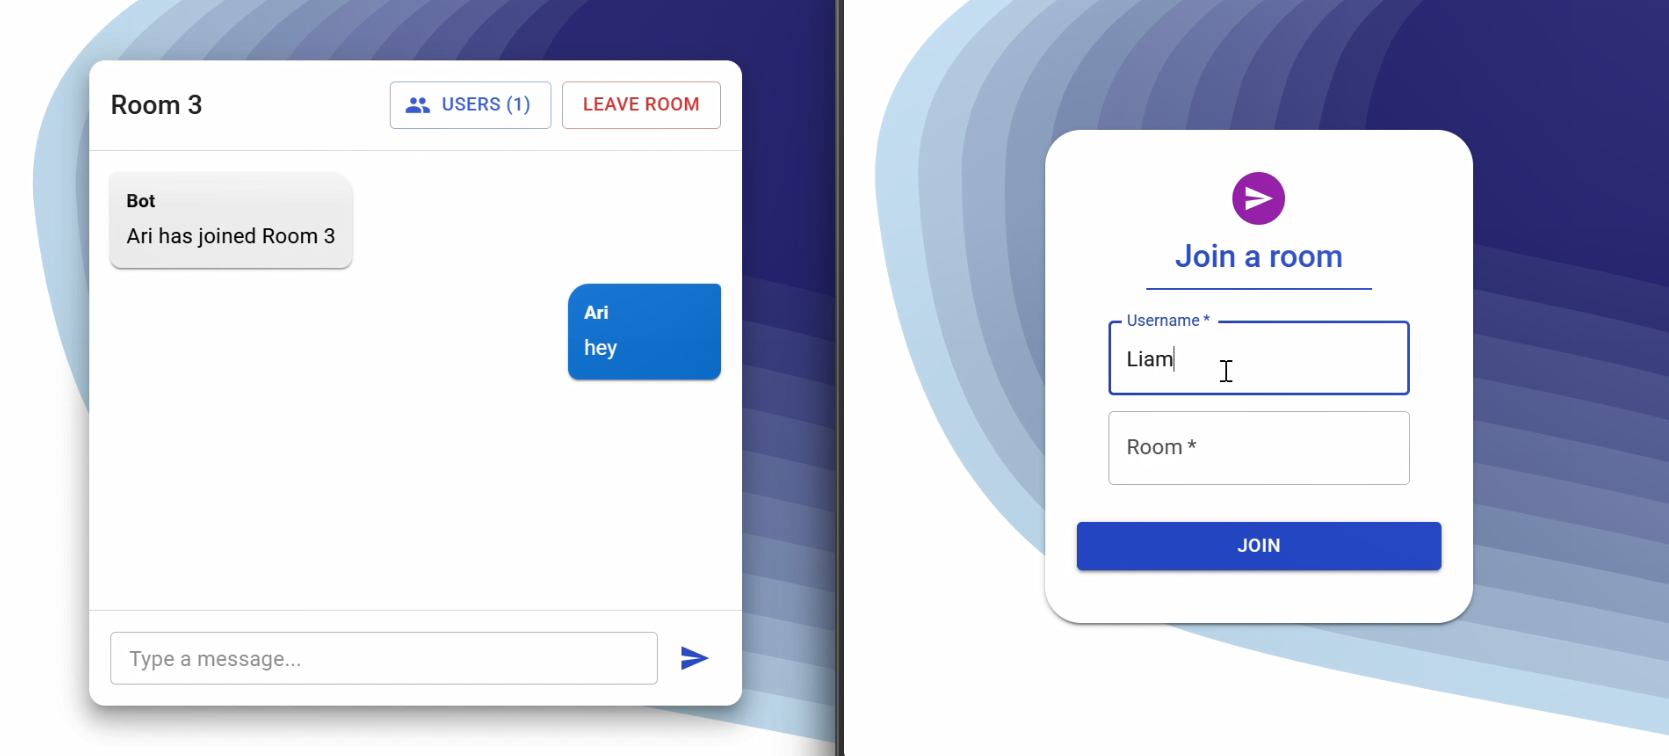 Room 3
USERS (1)
LEAVE ROOM
Bot
Ari has joined Room 3
Ari
hey
Type a message...
Join a room
Username *
Liam
Room *
JOIN